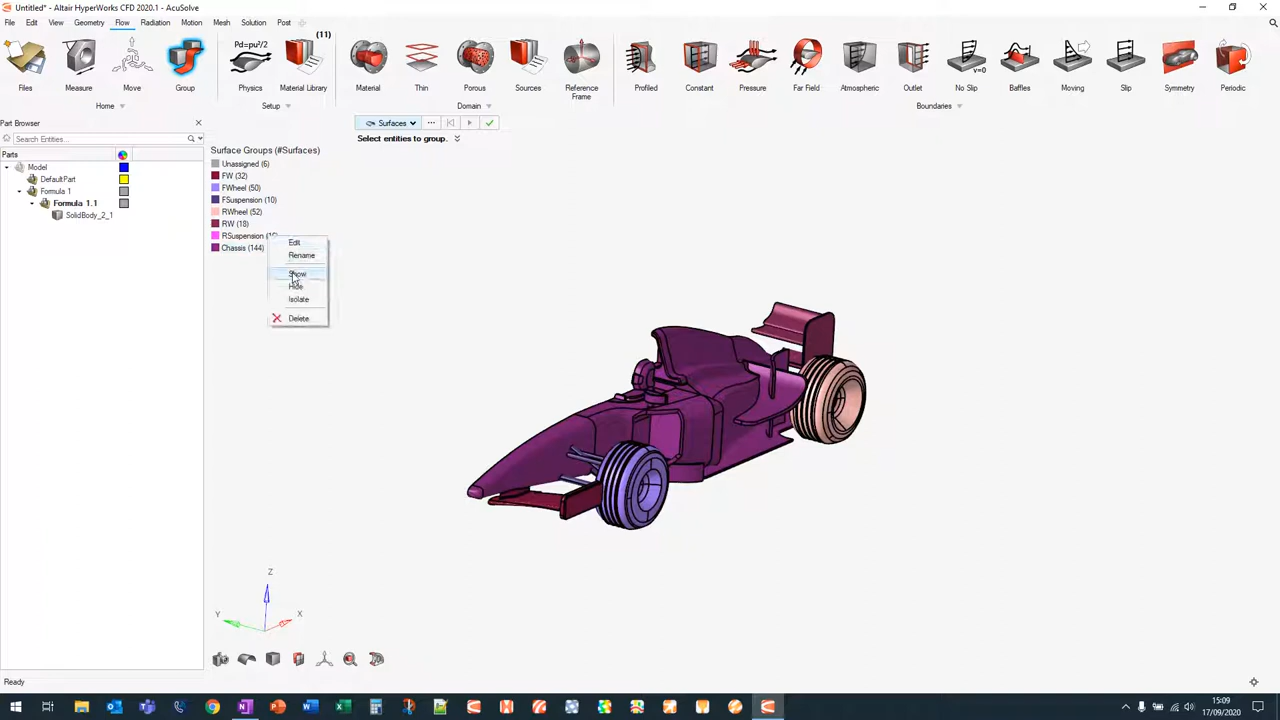 Untitled* - Altair HyperWorks CFD 2020.1 - AcuSolve
File Edit View Geometry Flow Radiation Motion Mesh Solution Post
Files Measure Move Group
Pd=ρu²/2 (11)
Physics Material Library
Material Thin Porous Sources Reference Frame
v=0
Profiled Constant Pressure Far Field Atmospheric Outlet No Slip Baffles Moving Slip Symmetry Periodic
Home Setup Domain Boundaries
Part Browser
Search Entities...
Parts
Model
DefaultPart
Formula 1
Formula 1.1
SolidBody_2_1
Surfaces
Select entities to group.
Surface Groups (#Surfaces)
Unassigned (6)
FW (32)
FWheel (50)
FSuspension (10)
RWheel (52)
RW (18)
RSuspension
Chassis (144)
Edit
Rename
Show
Hide
Isolate
Delete
Z
Y
X
Ready
15:09
17/09/2020